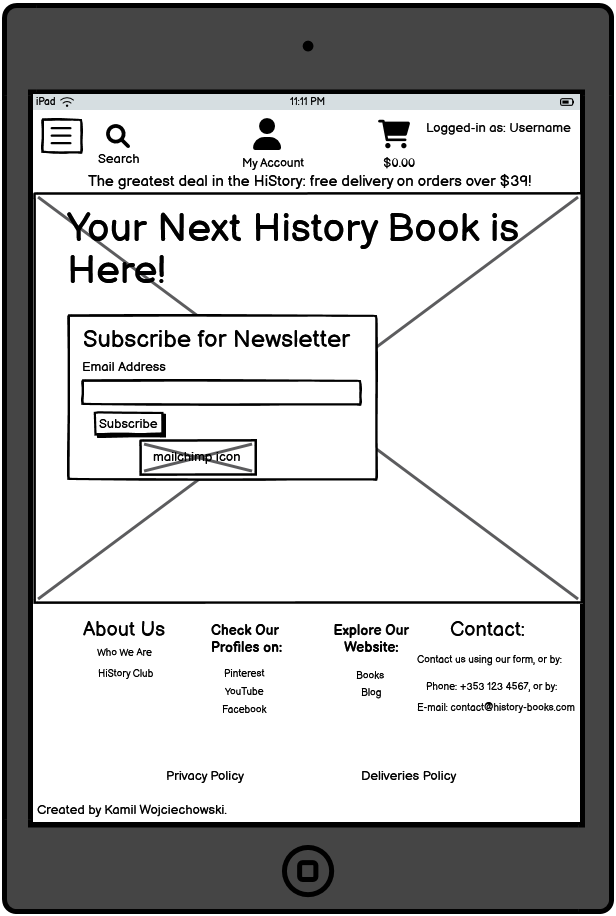 iPad 11:11 PM
Logged-in as: Username
Search
My Account
$0.00
The greatest deal in the HiStory: free delivery on orders over $39!
Your Next History Book is
Here!
Subscribe for Newsletter
Email Address
Subscribe
mailchimp icon
About Us
Who We Are
HiStory Club
Check Our
Profiles on:
Pinterest
YouTube
Facebook
Explore Our
Website:
Books
Blog
Contact:
Contact us using our form, or by:
Phone: +353 123 4567, or by:
E-mail: contact@history-books.com
Privacy Policy
Deliveries Policy
Created by Kamil Wojciechowski.